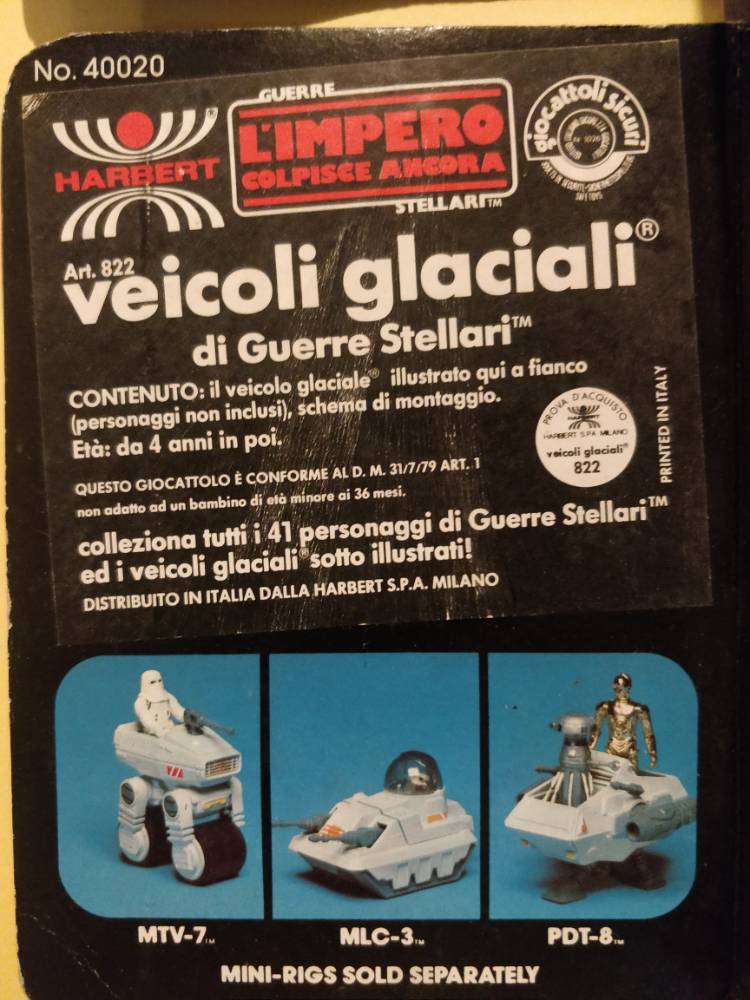 No. 40020
HARBERT®
GUERRE
L'IMPERO
COLPISCE ANCORA
STELLARI™
giocattoli sicuri
SAFE TOYS
Art. 822
veicoli glaciali®
di Guerre Stellari™
CONTENUTO: il veicolo glaciale® illustrato qui a fianco
(personaggi non inclusi), schema di montaggio.
Età: da 4 anni in poi.
PROVA D'ACQUISTO
HARBERT
HARBERT S.P.A. MILANO
veicoli glaciali®
822
PRINTED IN ITALY
QUESTO GIOCATTOLO È CONFORME AL D. M. 31/7/79 ART. 1
non adatto ad un bambino di età minore ai 36 mesi.
colleziona tutti i 41 personaggi di Guerre Stellari™
ed i veicoli glaciali® sotto illustrati!
DISTRIBUITO IN ITALIA DALLA HARBERT S.P.A. MILANO
MTV-7™
MLC-3™
PDT-8™
MINI-RIGS SOLD SEPARATELY